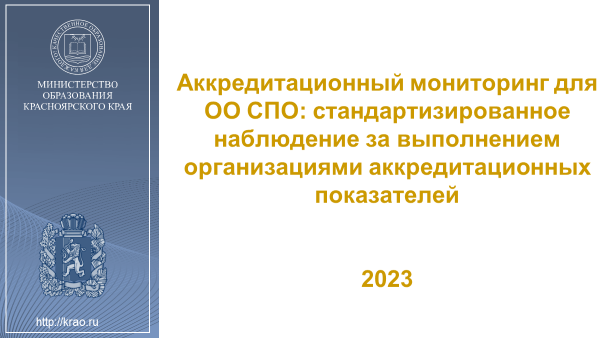 МИНИСТЕРСТВО
ОБРАЗОВАНИЯ
КРАСНОЯРСКОГО КРАЯ
http://krao.ru
Аккредитационный мониторинг для
ОО СПО: стандартизированное
наблюдение за выполнением
организациями аккредитационных
показателей
2023